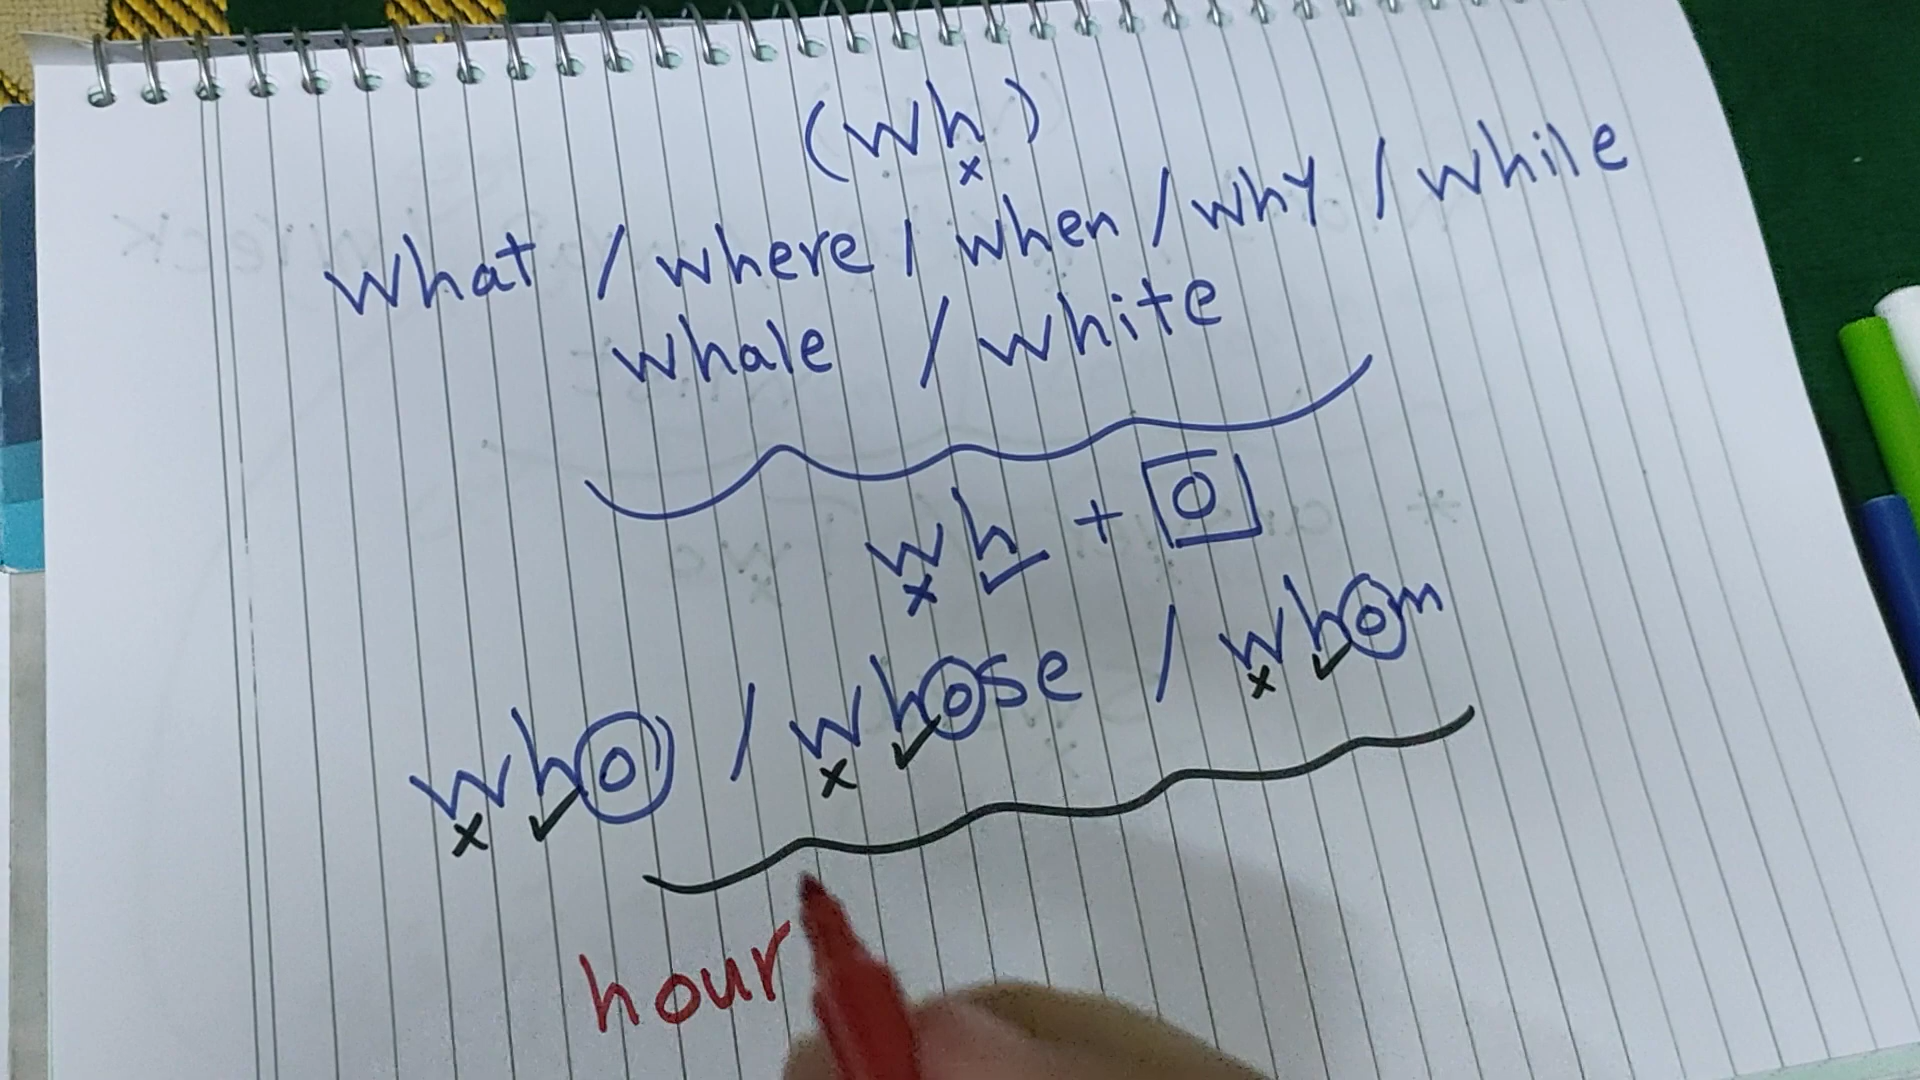 (wh)
x
what / where / when / why / while
whale / white
wh + O
x ✓
who / whose / whom
x ✓ x ✓ x ✓
hour